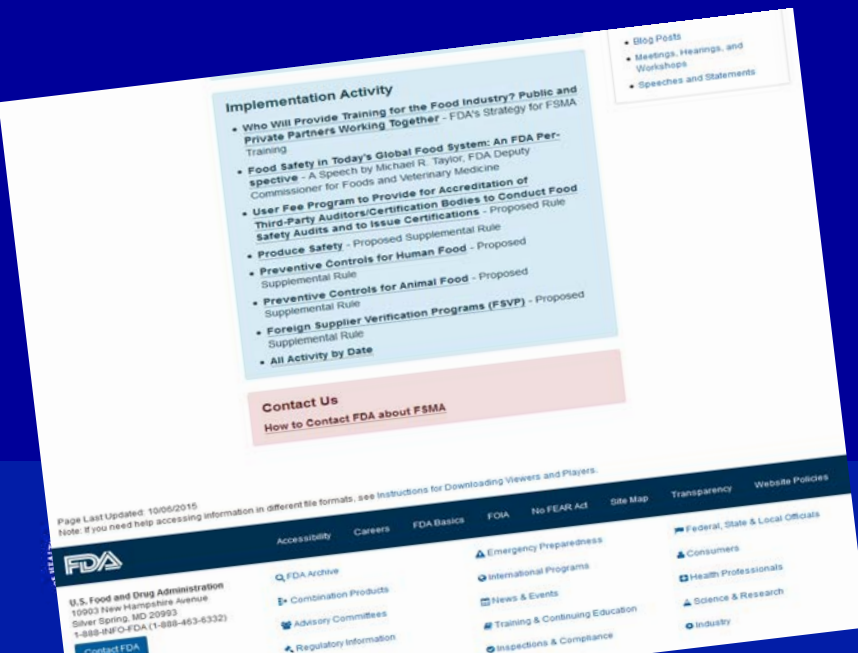 Blog Posts
Meetings, Hearings, and
Workshops
Speeches and Statements
Implementation Activity
Who Will Provide Training for the Food Industry? Public and
Private Partners Working Together - FDA's Strategy for FSMA
Training
Food Safety in Today's Global Food System: An FDA Per-
spective - A Speech by Michael R. Taylor, FDA Deputy
Commissioner for Foods and Veterinary Medicine
User Fee Program to Provide for Accreditation of
Third-Party Auditors/Certification Bodies to Conduct Food
Safety Audits and to Issue Certifications - Proposed Rule
Produce Safety - Proposed Supplemental Rule
Preventive Controls for Human Food - Proposed
Supplemental Rule
Preventive Controls for Animal Food - Proposed
Supplemental Rule
Foreign Supplier Verification Programs (FSVP) - Proposed
Supplemental Rule
All Activity by Date
Contact Us
How to Contact FDA about FSMA
Page Last Updated: 10/06/2015
Note: If you need help accessing information in different file formats, see Instructions for Downloading Viewers and Players.
Accessibility Careers FDA Basics FOIA No FEAR Act Site Map Transparency Website Policies
FDA
U.S. Food and Drug Administration
10903 New Hampshire Avenue
Silver Spring, MD 20993
1-888-INFO-FDA (1-888-463-6332)
Contact FDA
FDA Archive
Combination Products
Advisory Committees
Regulatory Information
Emergency Preparedness
International Programs
News & Events
Training & Continuing Education
Inspections & Compliance
Federal, State & Local Officials
Consumers
Health Professionals
Science & Research
Industry